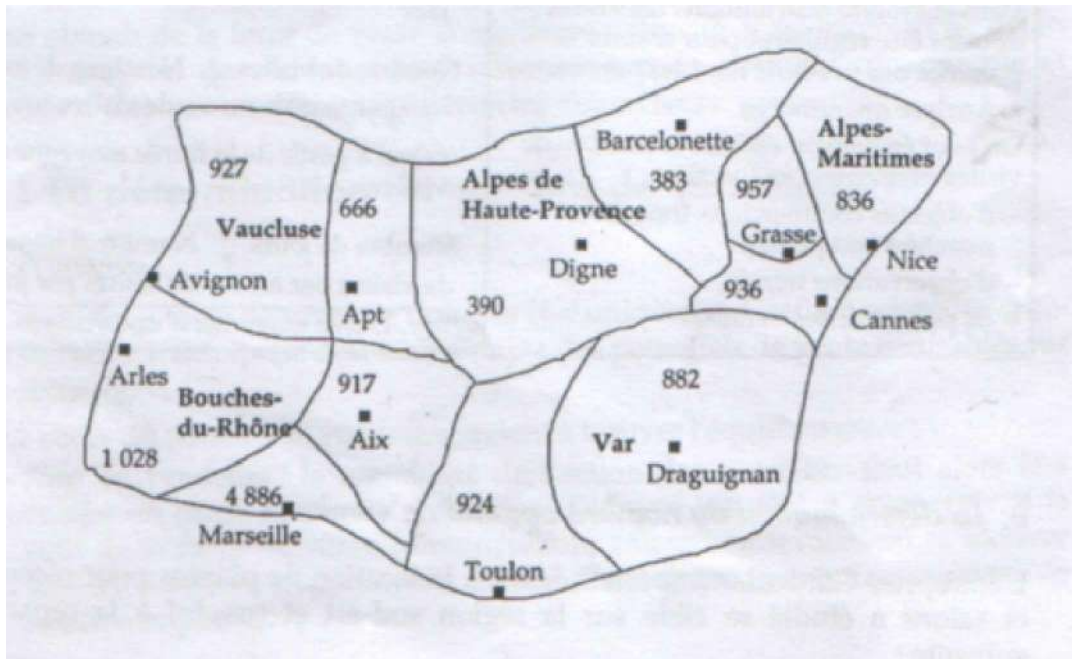 Barcelonette
Alpes-
Maritimes
927
Alpes de
Haute-Provence
383
957
836
666
Vaucluse
Grasse
Nice
Digne
Avignon
936
Apt
390
Cannes
Arles
917
882
Bouches-
du-Rhône
Aix
Var
1 028
Draguignan
4 886
924
Marseille
Toulon